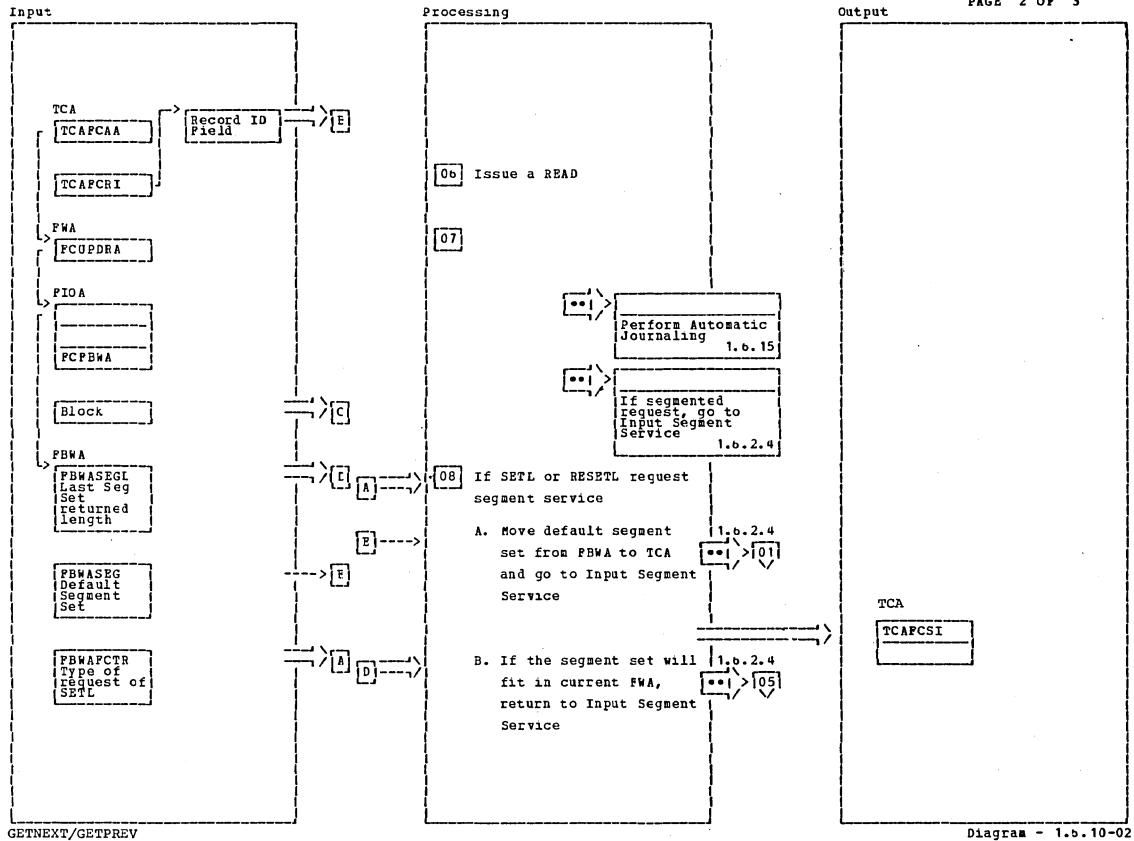 PAGE 2 OF 3
Input
Processing
Output
TCA
TCAFCAA
Record ID
Field
E
TCAFCRI
06 Issue a READ
FWA
FCUPDRA
07
FIOA
FCFBWA
••
Perform Automatic
Journaling
1.6.15
••
If segmented
request, go to
Input Segment
Service
1.6.2.4
Block
C
FBWA
FBWASEGL
Last Seg
Set
returned
length
A
08 If SETL or RESETL request
segment service
A. Move default segment
set from FBWA to TCA
and go to Input Segment
Service
1.6.2.4
•• 01
FBWASEG
Default
Segment
Set
TCA
TCAFCSI
FBWAFCTR
Type of
request of
SETL
A
D
B. If the segment set will
fit in current FWA,
return to Input Segment
Service
1.6.2.4
•• 05
GETNEXT/GETPREV
Diagram - 1.6.10-02